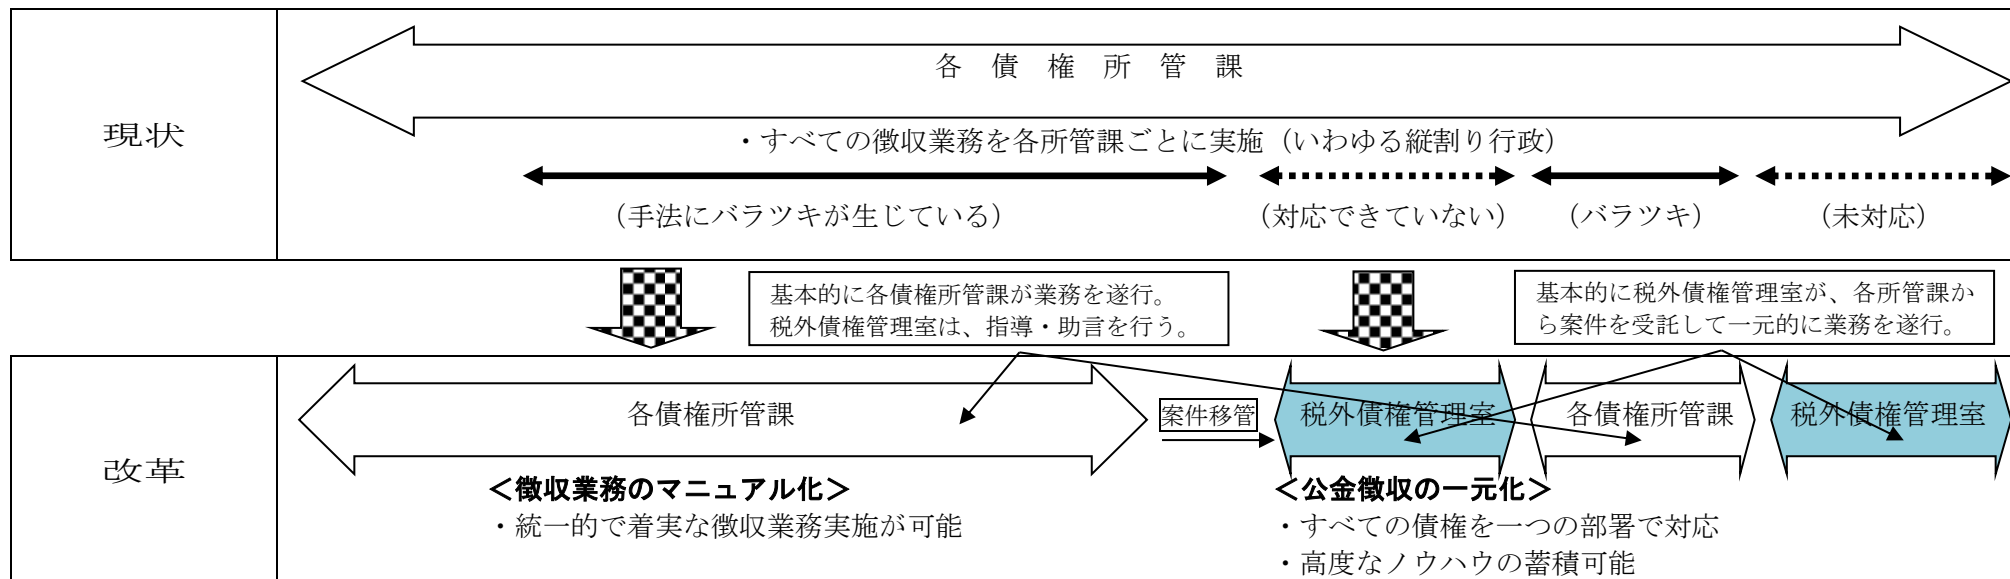 現状
各債権所管課
・すべての徴収業務を各所管課ごとに実施（いわゆる縦割り行政）
（手法にバラツキが生じている）
（対応できていない）
（バラツキ）
（未対応）
基本的に各債権所管課が業務を遂行。
税外債権管理室は、指導・助言を行う。
基本的に税外債権管理室が、各所管課か
ら案件を受託して一元的に業務を遂行。
改革
各債権所管課
案件移管
税外債権管理室
各債権所管課
税外債権管理室
＜徴収業務のマニュアル化＞
・統一的で着実な徴収業務実施が可能
＜公金徴収の一元化＞
・すべての債権を一つの部署で対応
・高度なノウハウの蓄積可能